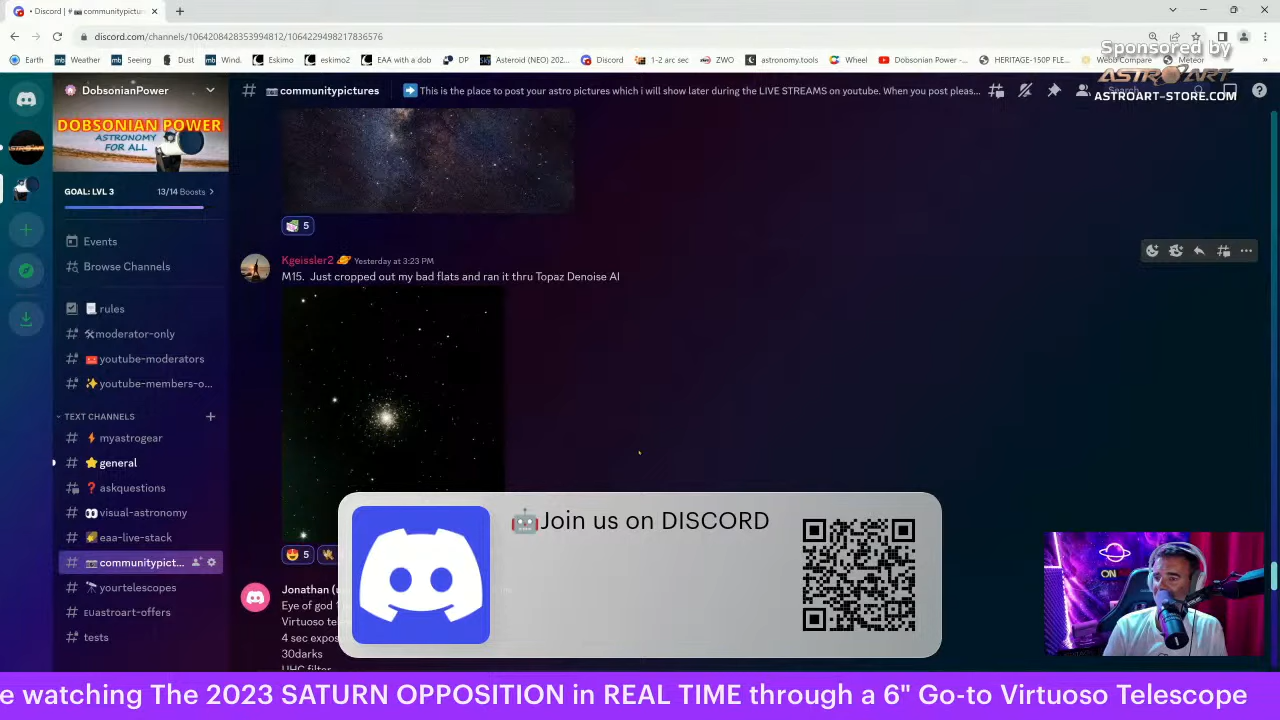 • Discord | # 📷 communitypictures
discord.com/channels/1064208428353994812/1064229498217836576
Earth
Weather
Seeing
Dust
Wind.
Eskimo
eskimo2
EAA with a dob
DP
Asteroid (NEO) 202...
Discord
1-2 arc sec
ZWO
astronomy.tools
Wheel
Dobsonian Power -...
HERITAGE-150P FLE...
Webb Compare
Meteor
Sponsored by
ASTROART
ASTROART-STORE.COM
DobsonianPower
📷 communitypictures
➡️ This is the place to post your astro pictures which i will show later during the LIVE STREAMS on youtube. When you post pleas...
Search
DOBSONIAN POWER
ASTRONOMY
FOR ALL
GOAL: LVL 3
13/14 Boosts
Events
Browse Channels
rules
moderator-only
youtube-moderators
youtube-members-o...
TEXT CHANNELS
myastrogear
general
askquestions
visual-astronomy
eaa-live-stack
communitypict...
yourtelescopes
EUastroart-offers
tests
5
Kgeissler2 🪐 Yesterday at 3:23 PM
M15. Just cropped out my bad flats and ran it thru Topaz Denoise AI
5
Jonathan
Eye of god
Virtuoso
4 sec
30darks
UHC filter
🤖Join us on DISCORD
ON
e watching The 2023 SATURN OPPOSITION in REAL TIME through a 6" Go-to Virtuoso Telescope